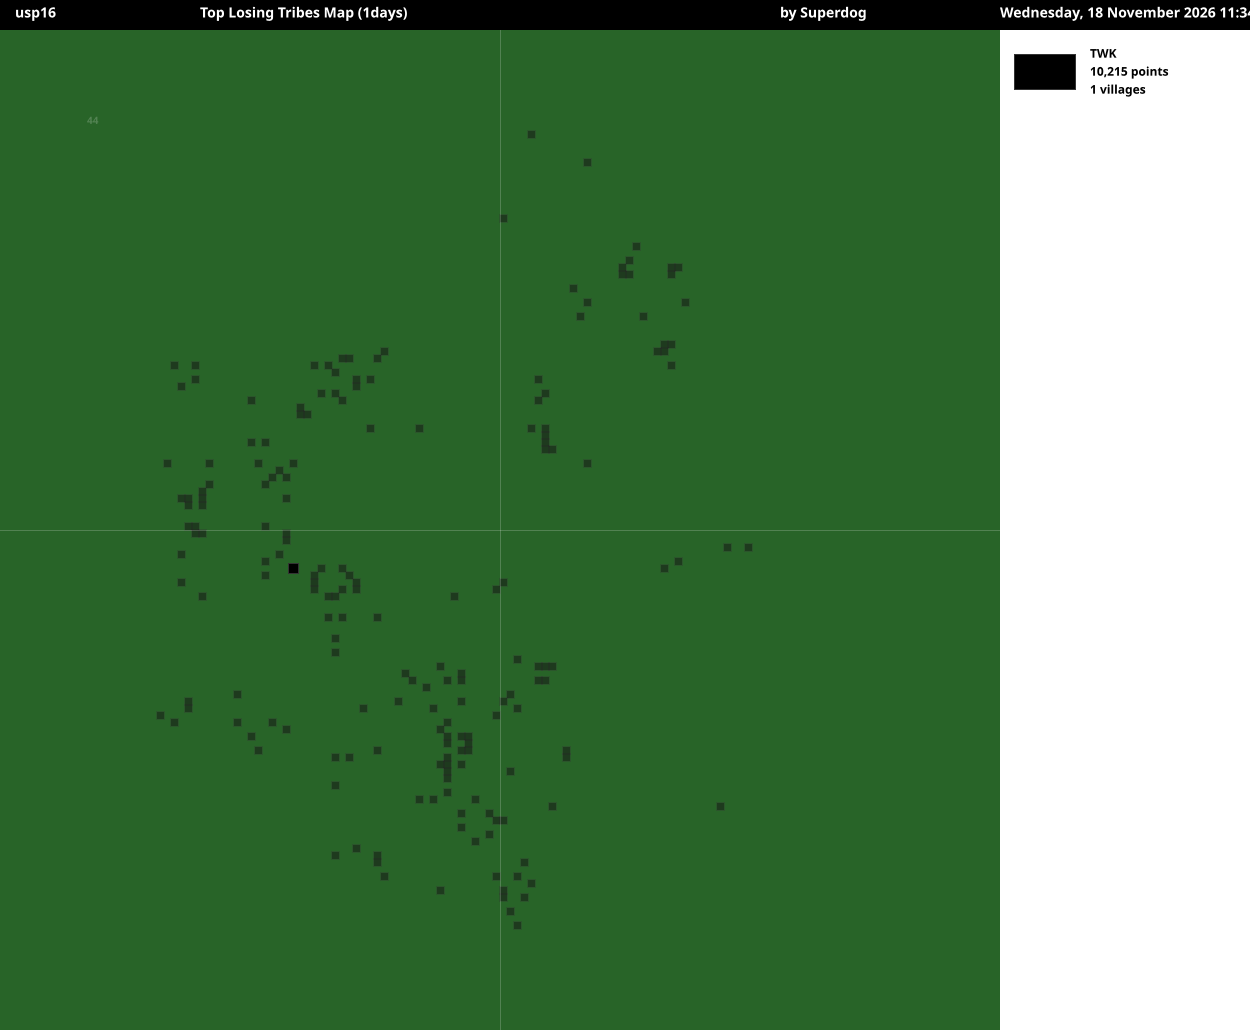 usp16 Top Losing Tribes Map (1days) by Superdog Wednesday, 18 November 2026
TWK
10,215 points
1 villages
44